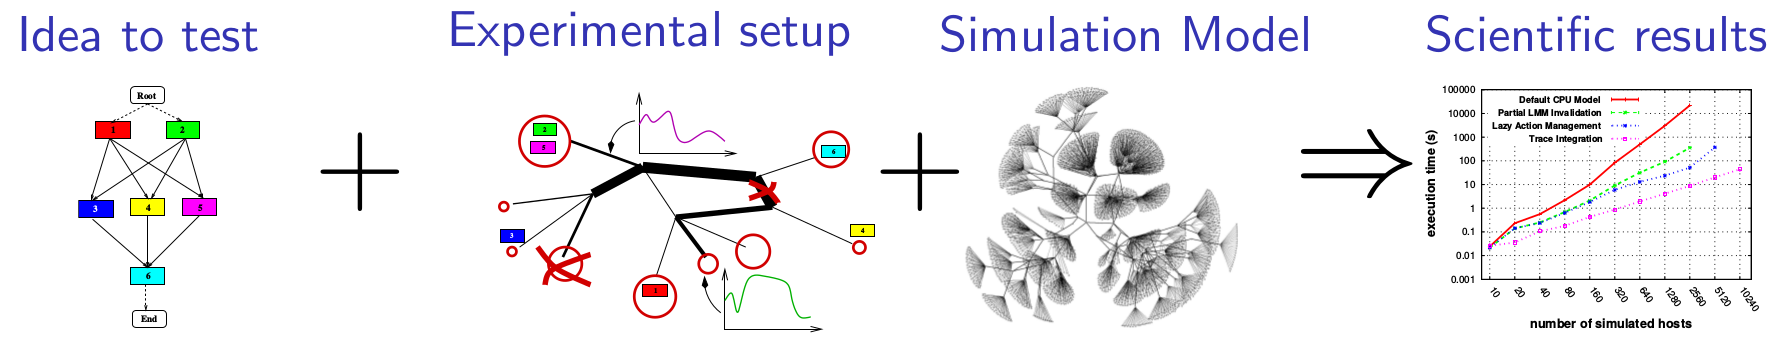 Idea to test
Experimental setup
Simulation Model
Scientific results
Root
1
2
3
4
5
6
End
2
5
6
3
4
1
100000
10000
1000
100
10
1
0.1
0.01
0.001
execution time (s)
Default CPU Model
Partial LMM Invalidation
Lazy Action Management
Trace Integration
10
20
40
80
160
320
640
1280
2560
5120
10240
number of simulated hosts